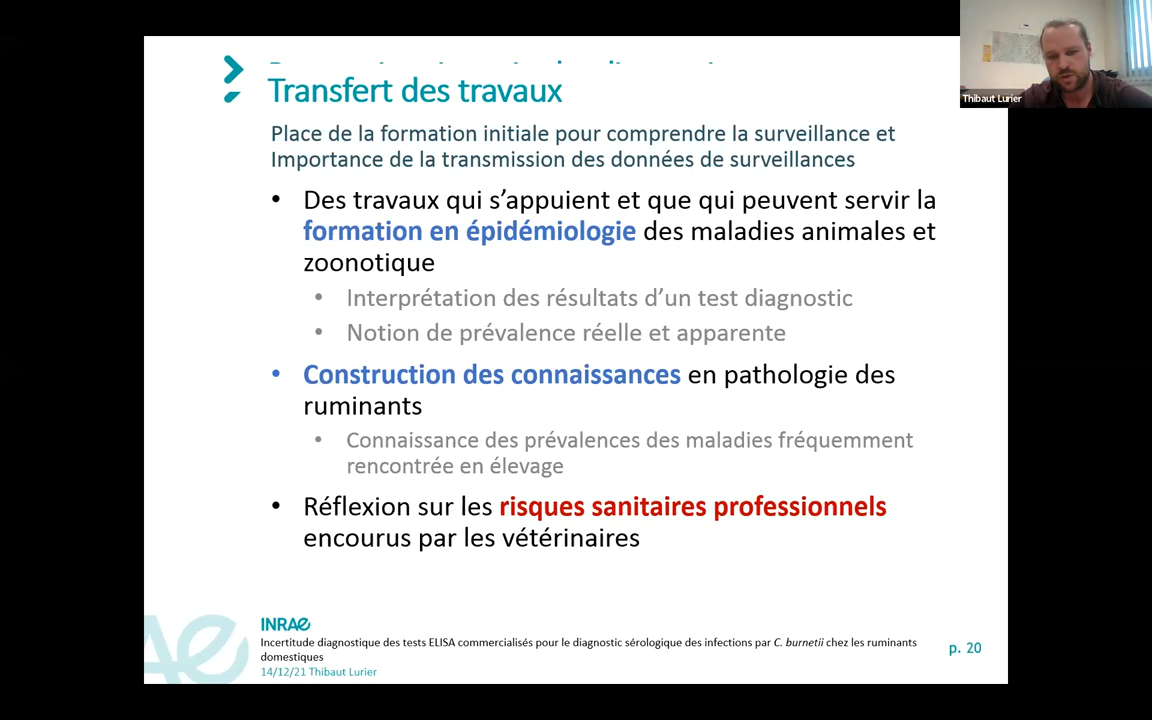 Transfert des travaux
Thibaut Lurier
Place de la formation initiale pour comprendre la surveillance et
Importance de la transmission des données de surveillances
• Des travaux qui s’appuient et que qui peuvent servir la
formation en épidémiologie des maladies animales et
zoonotique
• Interprétation des résultats d’un test diagnostic
• Notion de prévalence réelle et apparente
• Construction des connaissances en pathologie des
ruminants
• Connaissance des prévalences des maladies fréquemment
rencontrée en élevage
• Réflexion sur les risques sanitaires professionnels
encourus par les vétérinaires
INRAE
Incertitude diagnostique des tests ELISA commercialisés pour le diagnostic sérologique des infections par C. burnetii chez les ruminants
domestiques
14/12/21 Thibaut Lurier
p. 20